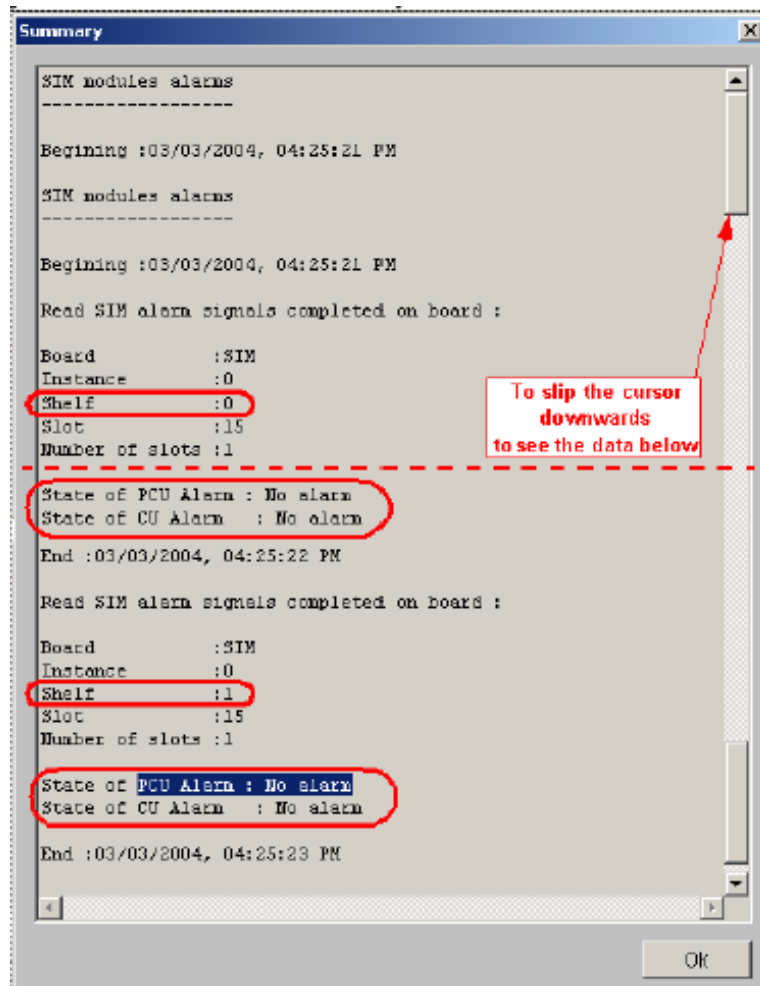 Summary
SIM modules alarms
------------------
Begining :03/03/2004, 04:25:21 PM
SIM modules alarms
------------------
Begining :03/03/2004, 04:25:21 PM
Read SIM alarm signals completed on board :
Board :SIM
Instance :0
Shelf :0
Slot :15
Number of slots :1
To slip the cursor
downwards
to see the data below
State of PCU Alarm : No alarm
State of CU Alarm : No alarm
End :03/03/2004, 04:25:22 PM
Read SIM alarm signals completed on board :
Board :SIM
Instance :0
Shelf :1
Slot :15
Number of slots :1
State of PCU Alarm : No alarm
State of CU Alarm : No alarm
End :03/03/2004, 04:25:23 PM
Ok